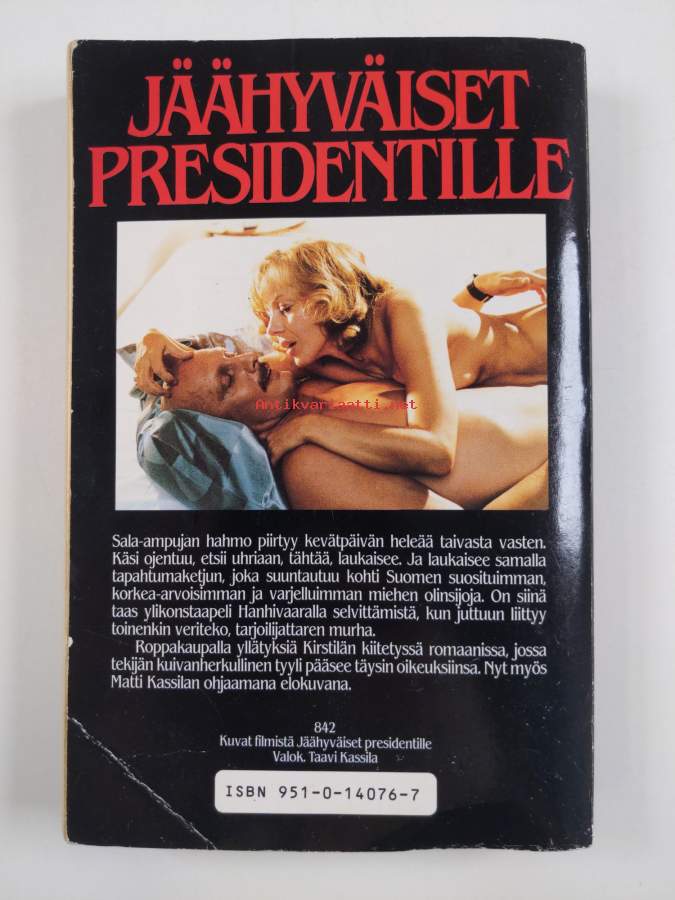 JÄÄHYVÄISET
PRESIDENTILLE
Antikvariaatti.net
Sala-ampujan hahmo piirtyy kevätpäivän heleää taivasta vasten.
Käsi ojentuu, etsii uhriaan, tähtää, laukaisee. Ja laukaisee samalla
tapahtumaketjun, joka suuntautuu kohti Suomen suosituimman,
korkea-arvoisimman ja varjelluimman miehen olinsijoja. On siinä
taas ylikonstaapeli Hanhivaaralla selvittämistä, kun juttuun liittyy
toinenkin veriteko, tarjoilijattaren murha.
Roppakaupalla yllätyksiä Kirstilän kiitetyssä romaanissa, jossa
tekijän kuivanherkullinen tyyli pääsee täysin oikeuksiinsa. Nyt myös
Matti Kassilan ohjaamana elokuvana.
842
Kuvat filmistä Jäähyväiset presidentille
Valok. Taavi Kassila
ISBN 951-0-14076-7